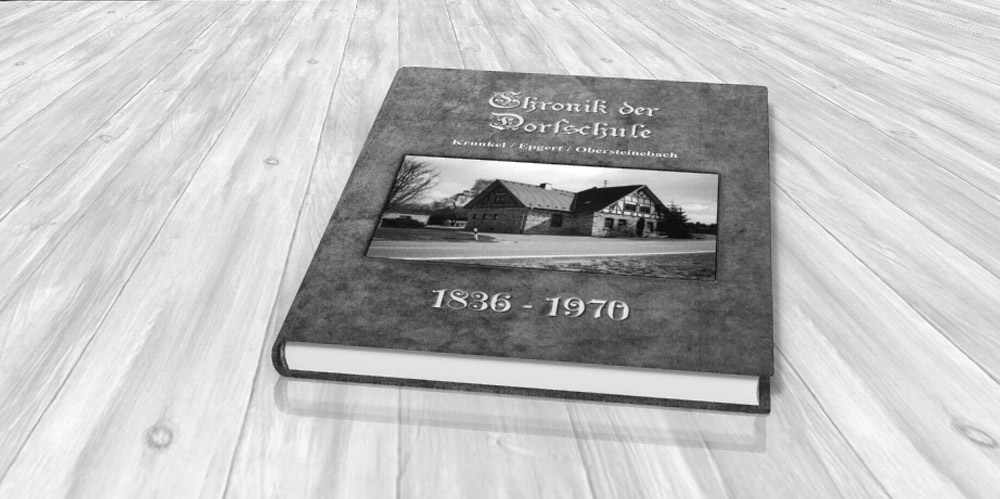 Chronik der
Dorfschule
Krunkel / Epgert / Obersteinebach
1836 - 1970